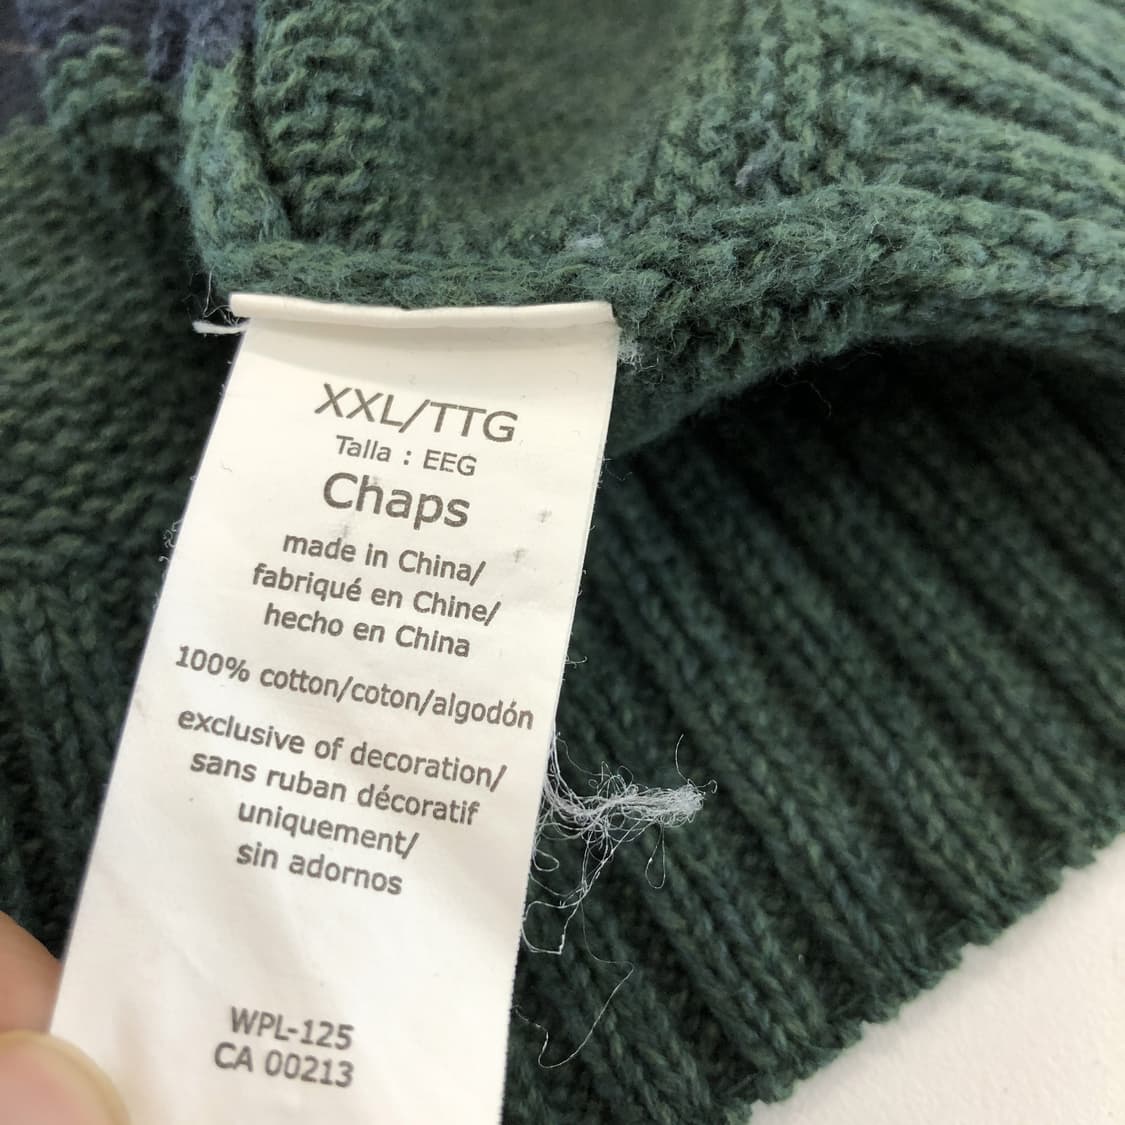 XXL/TTG
Talla : EEG
Chaps
made in China/
fabriqué en Chine/
hecho en China
100% cotton/coton/algodón
exclusive of decoration/
sans ruban décoratif
uniquement/
sin adornos
WPL-125
CA 00213